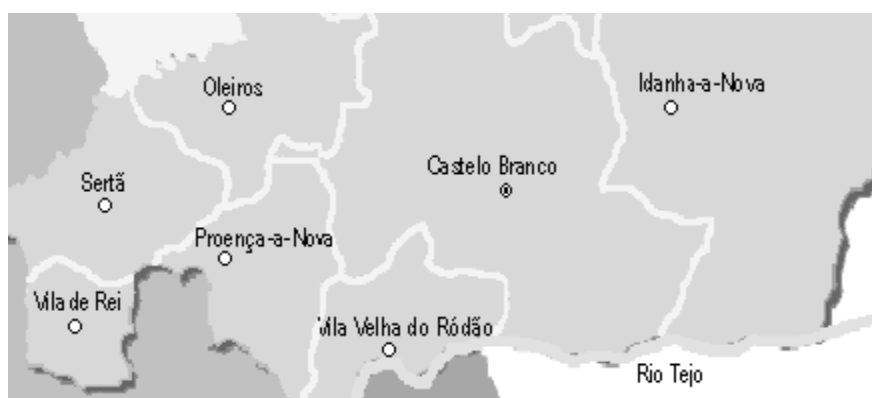 Oleiros
Idanha-a-Nova
Castelo Branco
Sertã
Proença-a-Nova
Vila de Rei
Vila Velha do Ródão
Rio Tejo